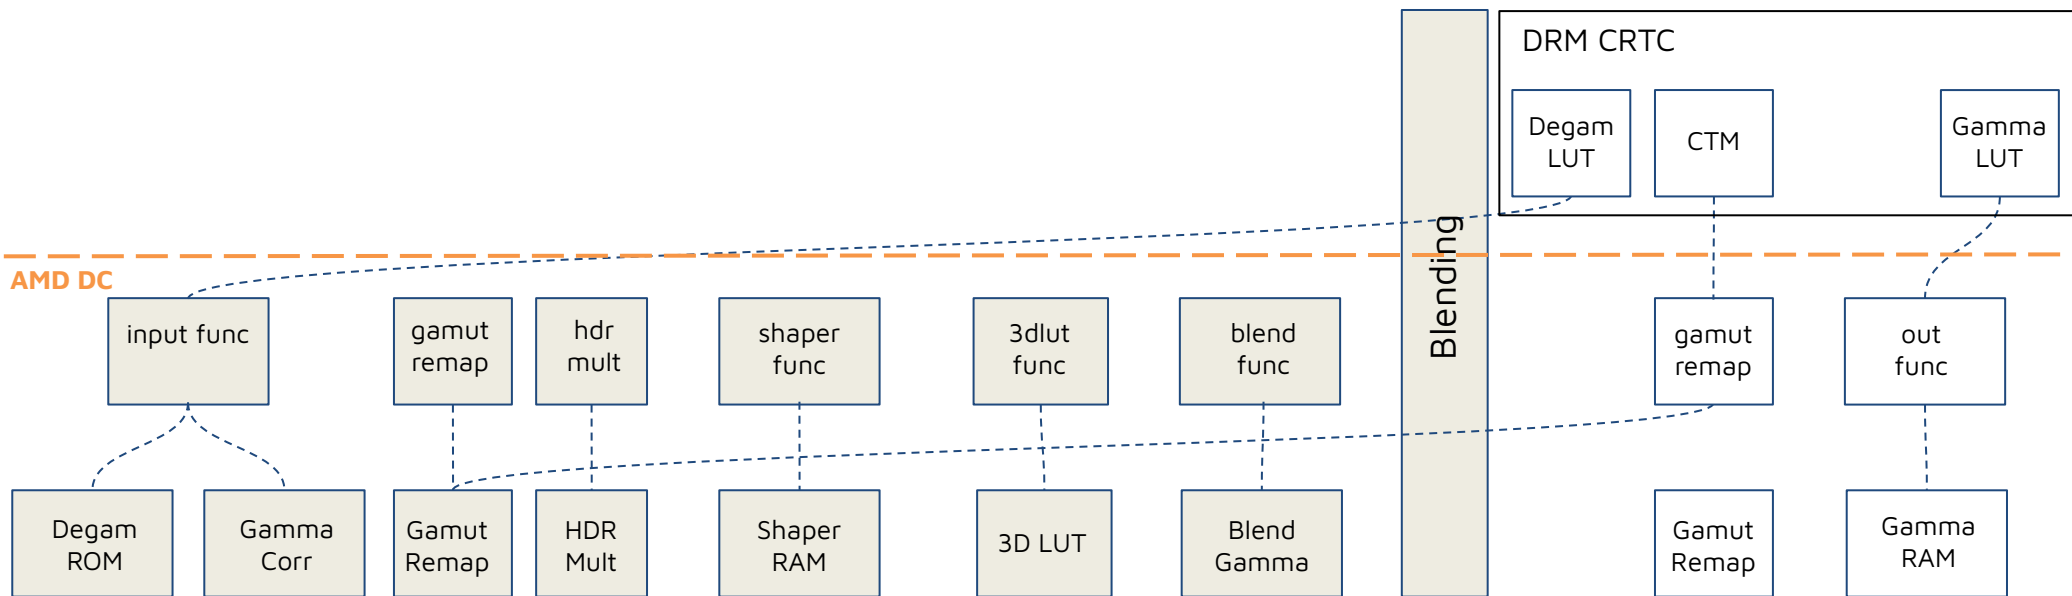 DRM CRTC
Degam
LUT
CTM
Gamma
LUT
Blending
AMD DC
input func
gamut
remap
hdr
mult
shaper
func
3dlut
func
blend
func
gamut
remap
out
func
Degam
ROM
Gamma
Corr
Gamut
Remap
HDR
Mult
Shaper
RAM
3D LUT
Blend
Gamma
Gamut
Remap
Gamma
RAM